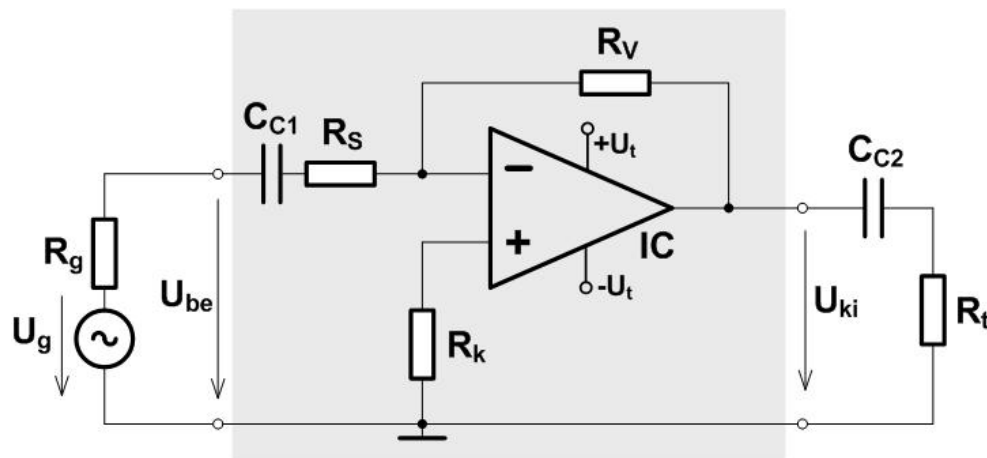 R_V
C_C1
R_S
+U_t
C_C2
−
+
IC
-U_t
R_g
U_be
U_g
R_k
U_ki
R_t